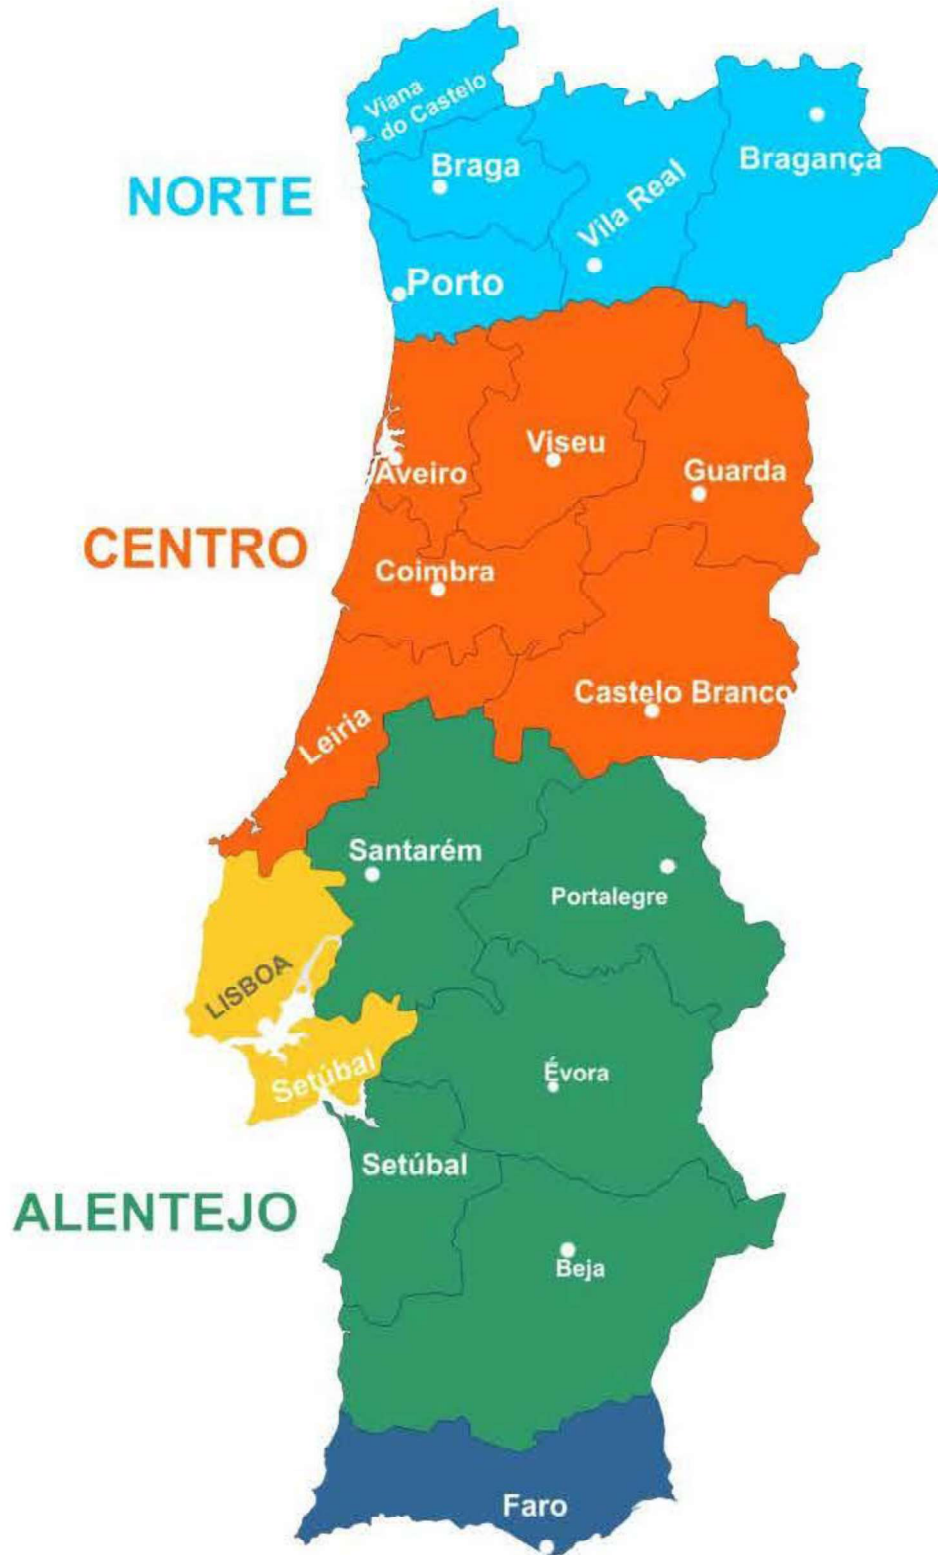 Viana
do Castelo
Braga
Bragança
NORTE
Vila Real
Porto
Viseu
Aveiro
Guarda
CENTRO
Coimbra
Castelo Branco
Leiria
Santarém
Portalegre
LISBOA
Setúbal
Évora
Setúbal
ALENTEJO
Beja
Faro